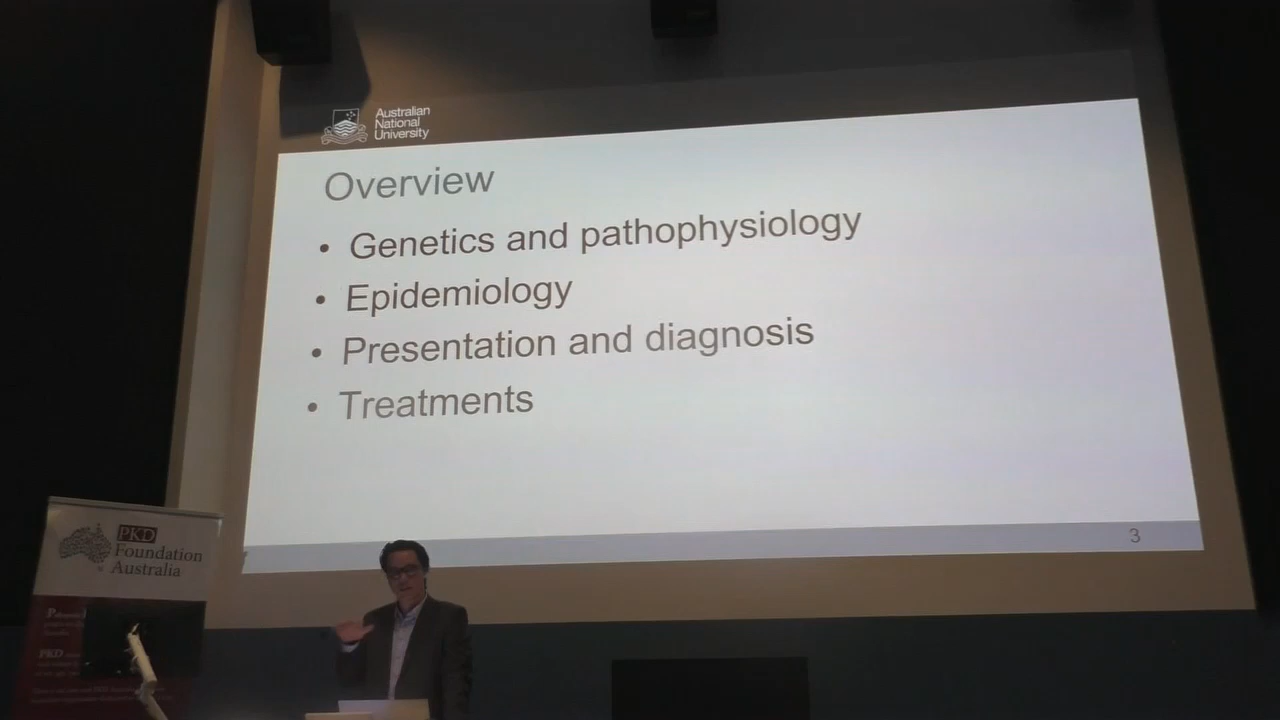 Australian
National
University
Overview
• Genetics and pathophysiology
• Epidemiology
• Presentation and diagnosis
• Treatments
3
PKD
Foundation
Australia
PKD